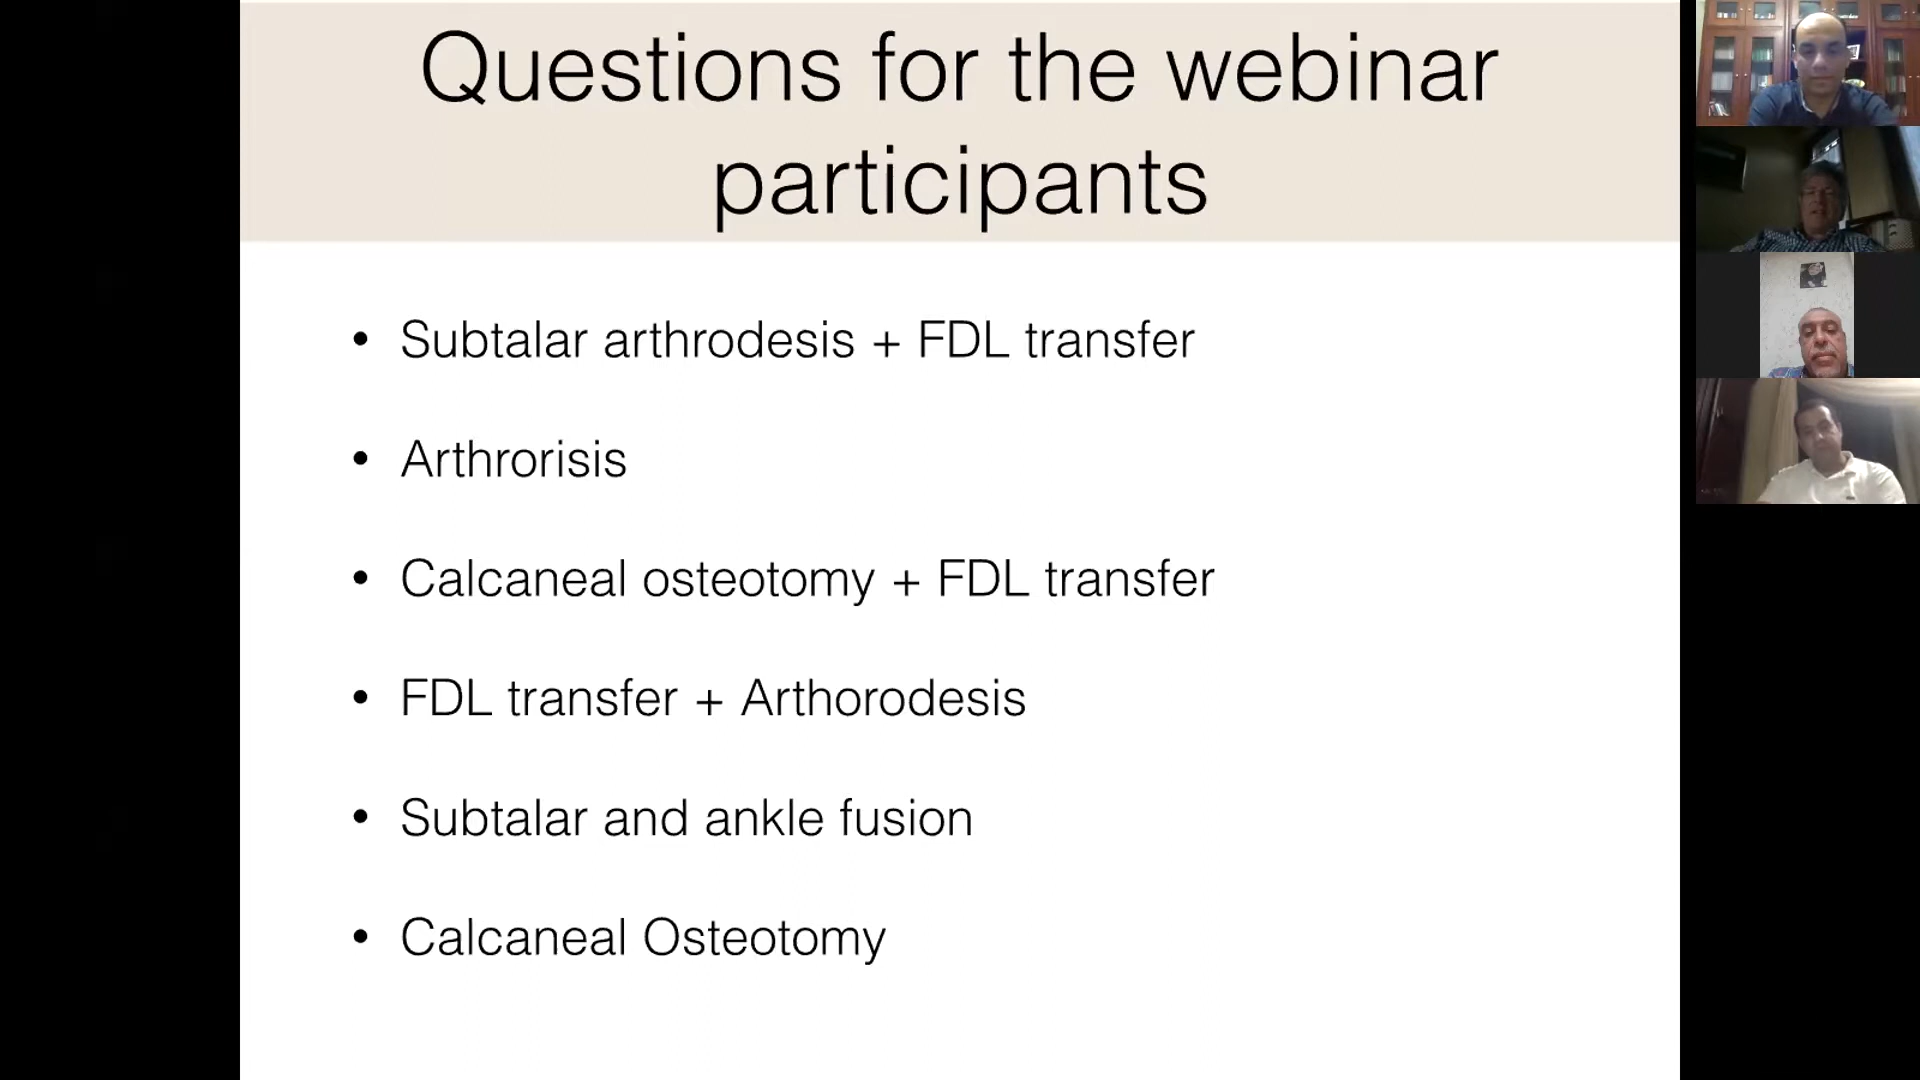 Questions for the webinar
participants
• Subtalar arthrodesis + FDL transfer
• Arthrorisis
• Calcaneal osteotomy + FDL transfer
• FDL transfer + Arthorodesis
• Subtalar and ankle fusion
• Calcaneal Osteotomy